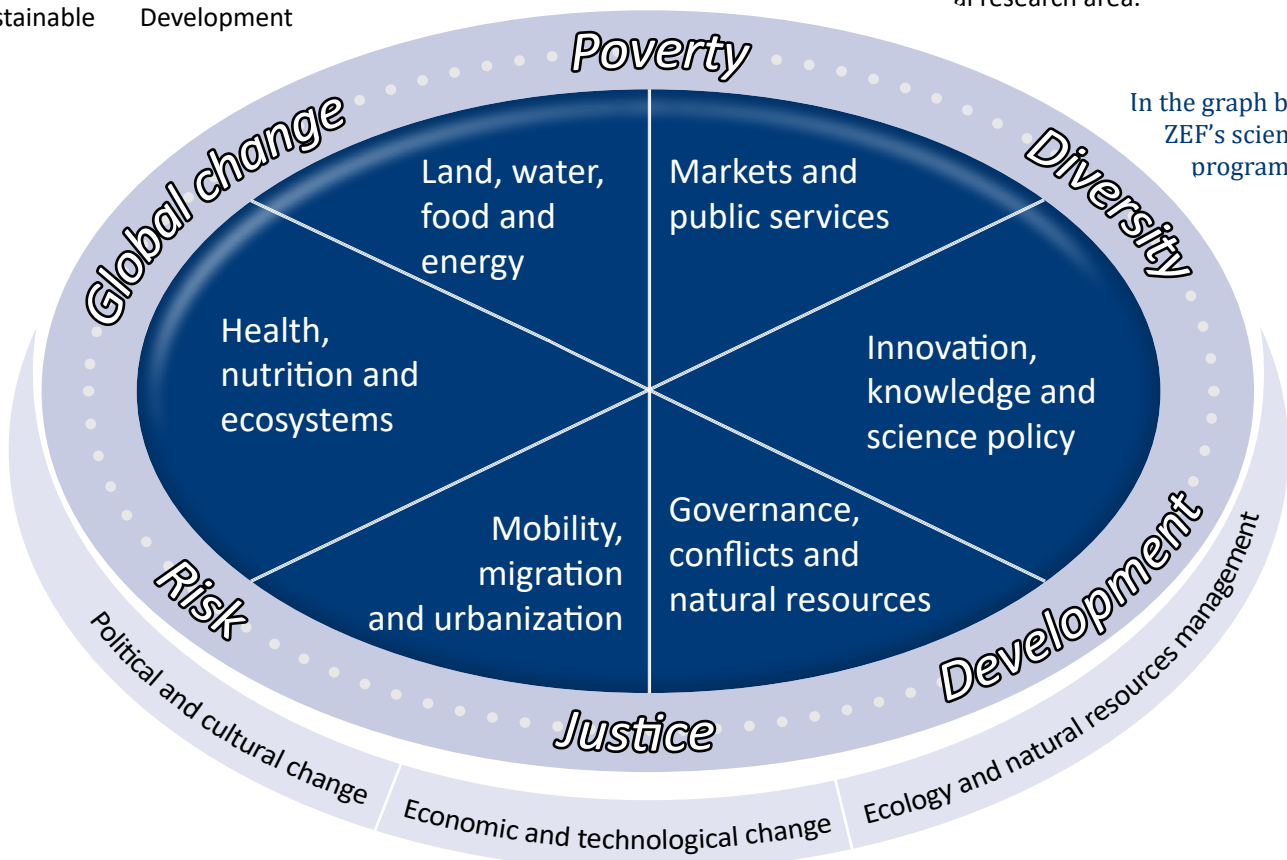 Development
research area.
In the graph b
ZEF's scien
program
Poverty
Global change
Diversity
Land, water,
food and
energy
Markets and
public services
Health,
nutrition and
ecosystems
Innovation,
knowledge and
science policy
Mobility,
migration
and urbanization
Governance,
conflicts and
natural resources
Risk
Development
Justice
Political and cultural change
Economic and technological change
Ecology and natural resources management